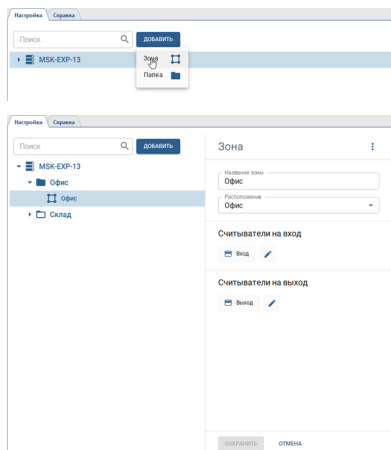 Настройка Справка
Поиск ДОБАВИТЬ
MSK-EXP-13 Зона
Папка
Настройка Справка
Поиск ДОБАВИТЬ Зона
MSK-EXP-13
Название зоны
Офис Офис
Расположение
Офис Офис
Склад
Считыватели на вход
Вход
Считыватели на выход
Выход
СОХРАНИТЬ ОТМЕНА